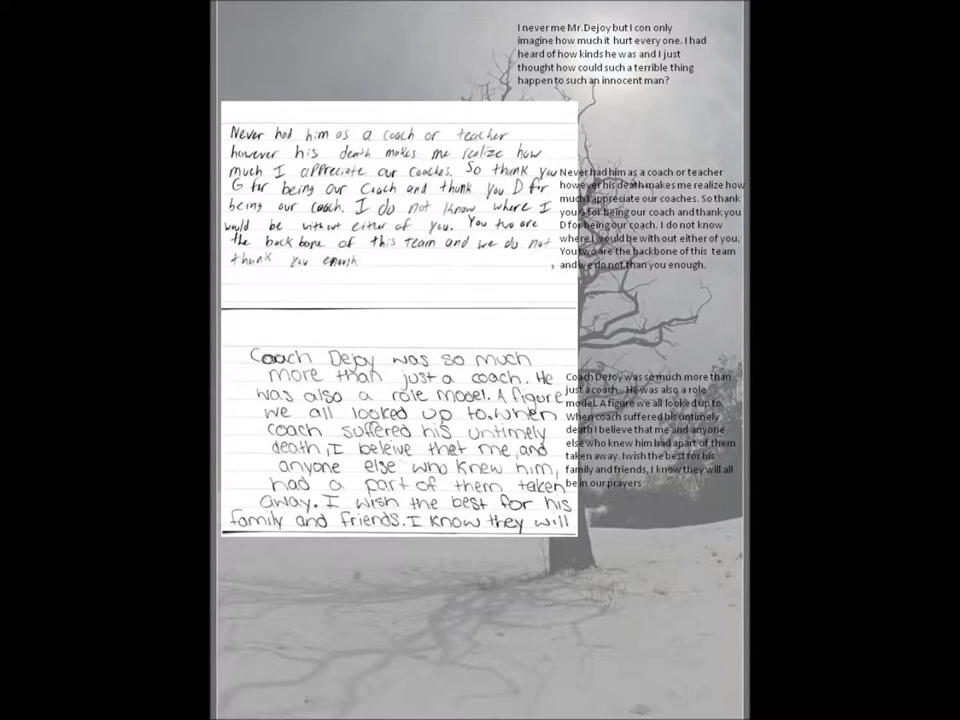 I never me Mr.Dejoy but I con only
imagine how much it hurt every one. I had
heard of how kinds he was and I just
thought how could such a terrible thing
happen to such an innocent man?
Never had him as a coach or teacher
however his death makes me realize how
much I appreciate our coaches. So thank you
G for being our Coach and thank you D for
being our coach. I do not know where I
would be without either of you. You two are
the back bone of this team and we do not
thank you enough
Never had him as a coach or teacher
however his death makes me realize how
much I appreciate our coaches. So thank
you G for being our coach and thank you
D for being our coach. I do not know
where I would be with out either of you.
You two are the backbone of this team
and we do not than you enough.
Coach Dejoy was so much
more than just a coach. He
was also a role model. A figure
we all looked up to. when
coach suffered his untimely
death, I beleive thet me, and
anyone else who knew him,
had a part of them taken
away. I wish the best for his
family and friends. I know they will
Coach DeJoy was so much more than
just a coach,. He was also a role
model. A figure we all looked up to.
When coach suffered his untimely
death I believe that me and anyone
else who knew him had apart of them
taken away. Iwish the best for his
family and friends, I know they will all
be in our prayers